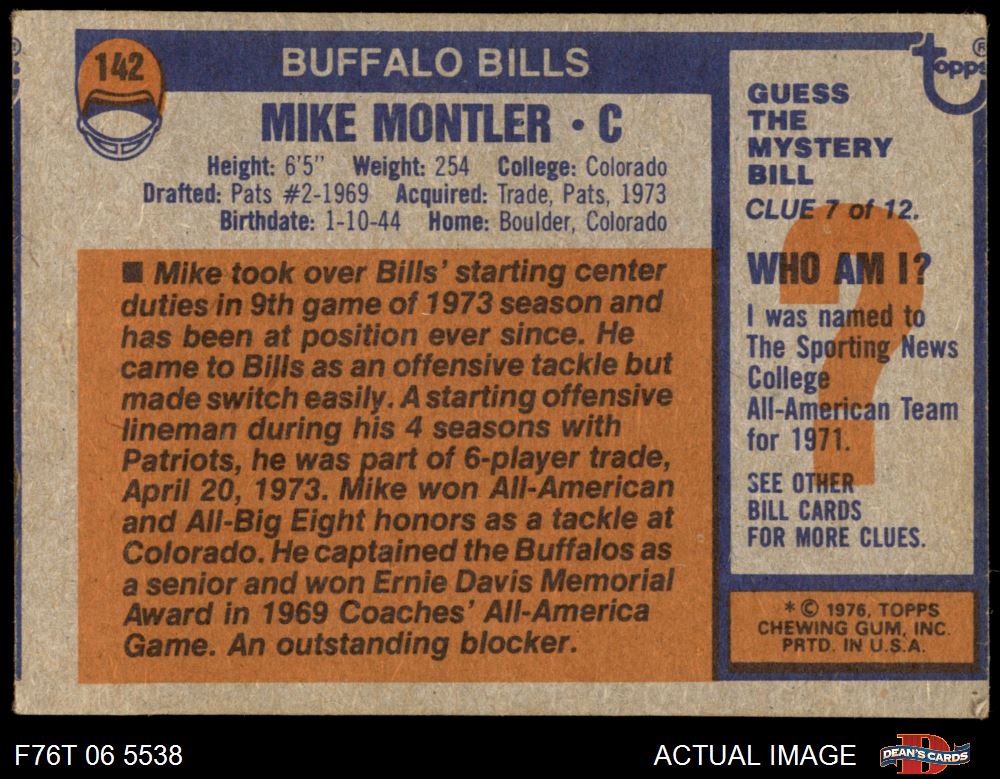 142
BUFFALO BILLS
MIKE MONTLER • C
Height: 6'5" Weight: 254 College: Colorado
Drafted: Pats #2-1969 Acquired: Trade, Pats, 1973
Birthdate: 1-10-44 Home: Boulder, Colorado
■ Mike took over Bills' starting center
duties in 9th game of 1973 season and
has been at position ever since. He
came to Bills as an offensive tackle but
made switch easily. A starting offensive
lineman during his 4 seasons with
Patriots, he was part of 6-player trade,
April 20, 1973. Mike won All-American
and All-Big Eight honors as a tackle at
Colorado. He captained the Buffalos as
a senior and won Ernie Davis Memorial
Award in 1969 Coaches' All-America
Game. An outstanding blocker.
Topps ®
GUESS
THE
MYSTERY
BILL
CLUE 7 of 12.
?
WHO AM I?
I was named to
The Sporting News
College
All-American Team
for 1971.
SEE OTHER
BILL CARDS
FOR MORE CLUES.
* © 1976, TOPPS
CHEWING GUM, INC.
PRTD. IN U.S.A.
F76T 06 5538
ACTUAL IMAGE
DEAN'S CARDS